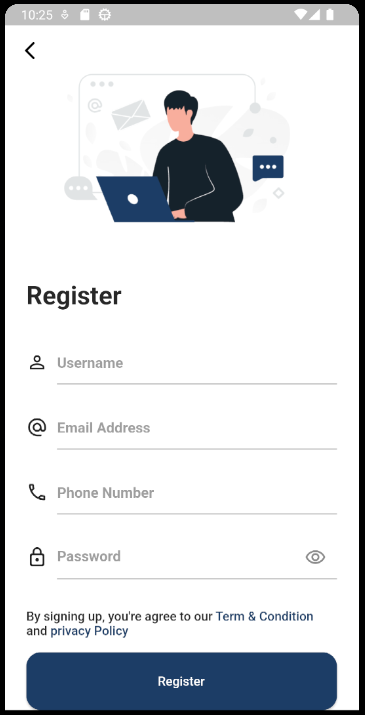 10:25
Register
Username
Email Address
Phone Number
Password
By signing up, you're agree to our Term & Condition
and privacy Policy
Register